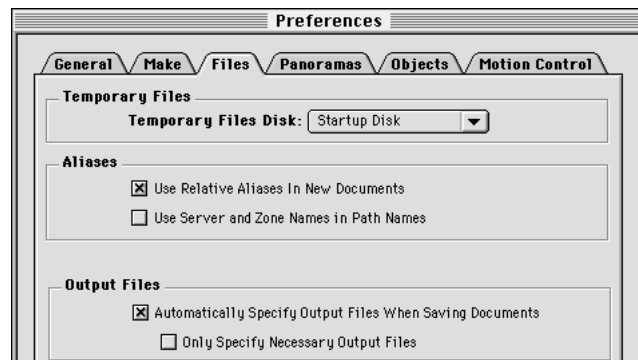 Preferences
General Make Files Panoramas Objects Motion Control
Temporary Files
Temporary Files Disk: Startup Disk
Aliases
Use Relative Aliases In New Documents
Use Server and Zone Names in Path Names
Output Files
Automatically Specify Output Files When Saving Documents
Only Specify Necessary Output Files